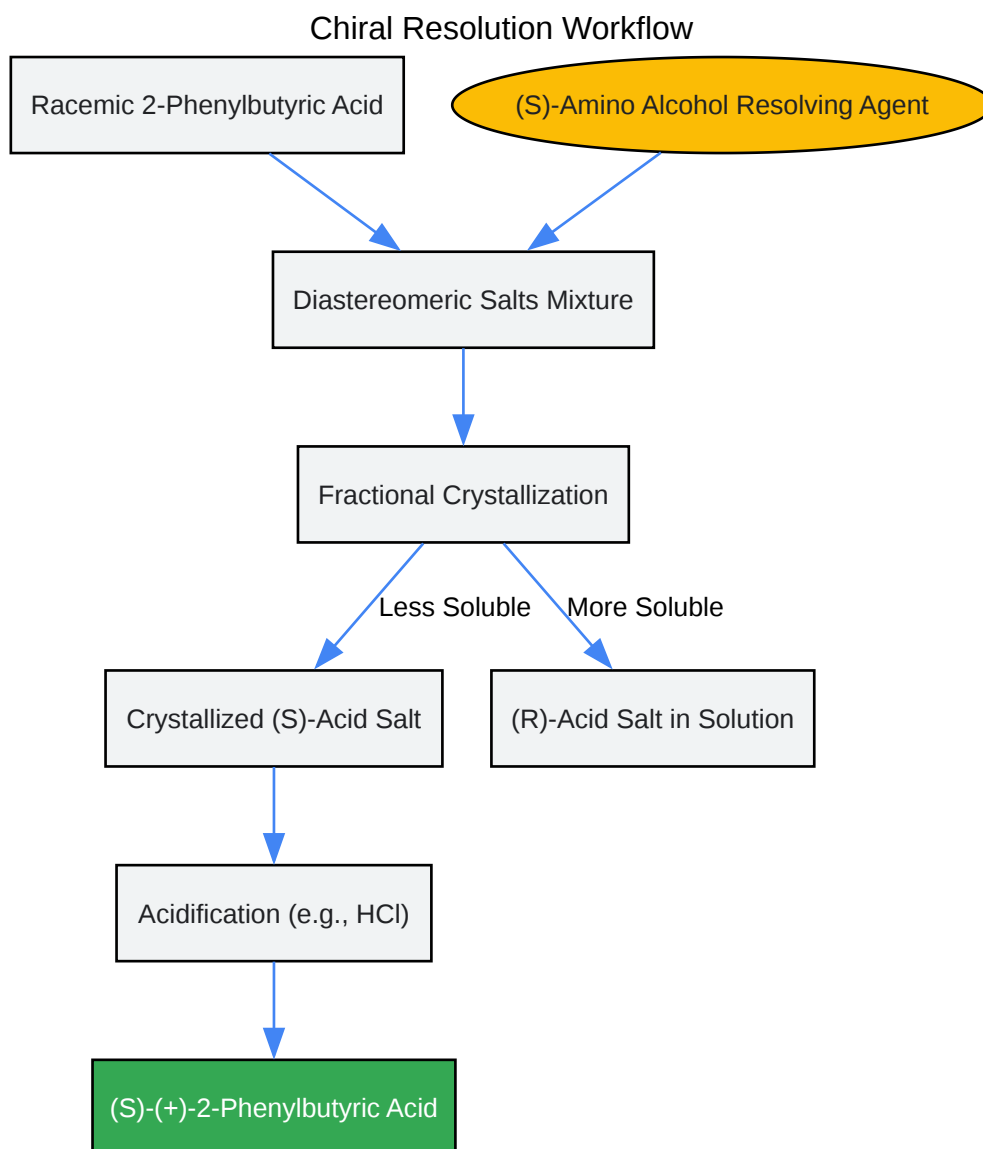 Chiral Resolution Workflow
Racemic 2-Phenylbutyric Acid
(S)-Amino Alcohol Resolving Agent
Diastereomeric Salts Mixture
Fractional Crystallization
Less Soluble
More Soluble
Crystallized (S)-Acid Salt
(R)-Acid Salt in Solution
Acidification (e.g., HCl)
(S)-(+)-2-Phenylbutyric Acid